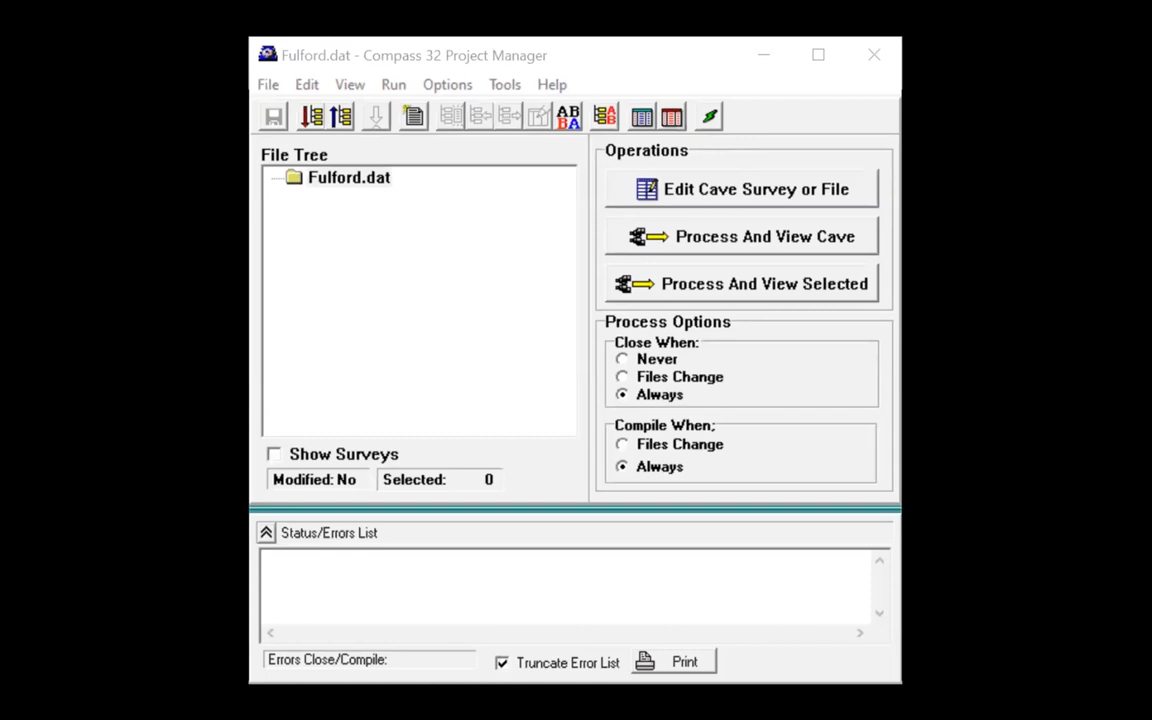 Fulford.dat - Compass 32 Project Manager
File Edit View Run Options Tools Help
AB
BA
AB
File Tree
Fulford.dat
Show Surveys
Modified: No Selected: 0
Operations
Edit Cave Survey or File
Process And View Cave
Process And View Selected
Process Options
Close When:
Never
Files Change
Always
Compile When;
Files Change
Always
Status/Errors List
Errors Close/Compile:
Truncate Error List
Print